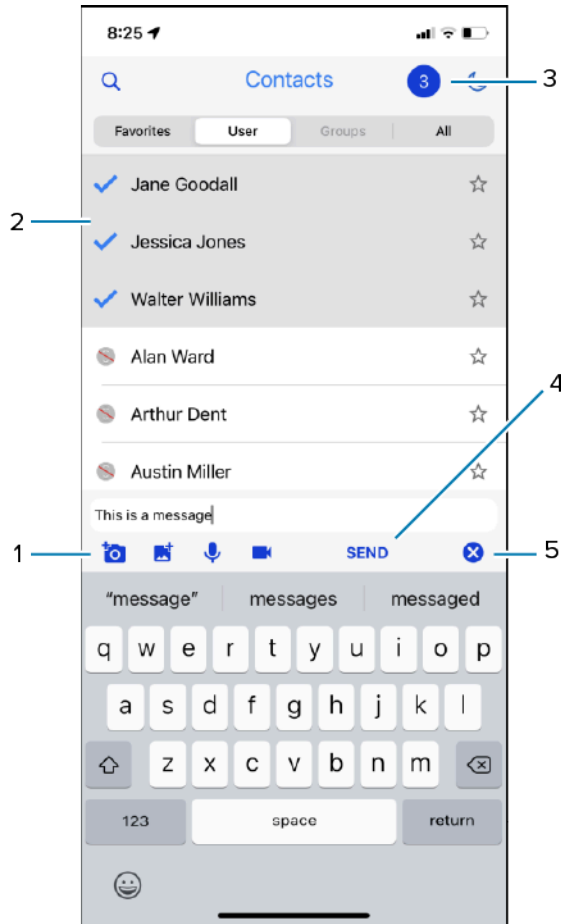 8:25
Contacts 3 3
Favorites User Groups All
Jane Goodall
2
Jessica Jones
Walter Williams
Alan Ward
4
Arthur Dent
Austin Miller
This is a message
1 SEND 5
"message" messages messaged
q w e r t y u i o p
a s d f g h j k l
z x c v b n m
123 space return